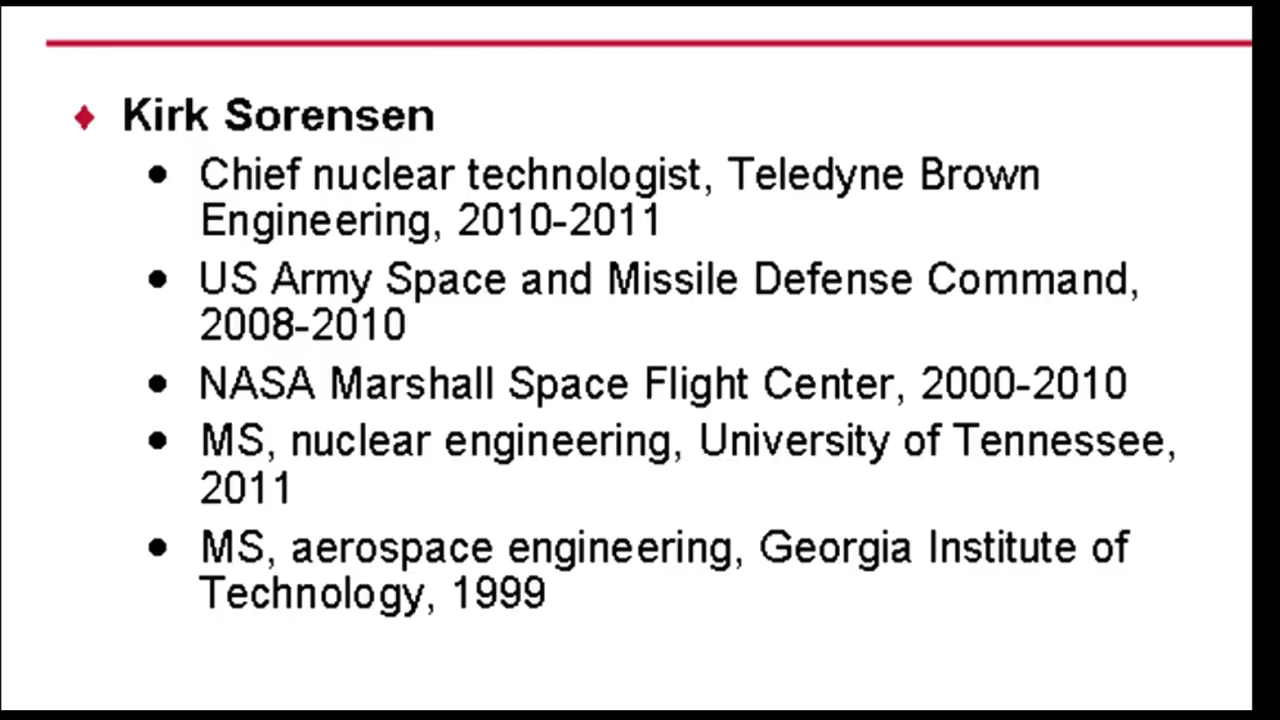 Kirk Sorensen
Chief nuclear technologist, Teledyne Brown
Engineering, 2010-2011
US Army Space and Missile Defense Command,
2008-2010
NASA Marshall Space Flight Center, 2000-2010
MS, nuclear engineering, University of Tennessee,
2011
MS, aerospace engineering, Georgia Institute of
Technology, 1999